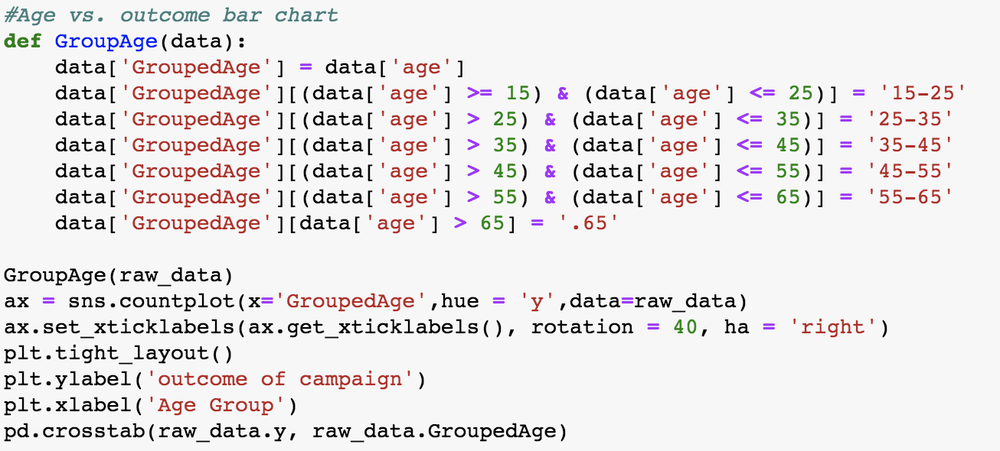 #Age vs. outcome bar chart
def GroupAge(data):
    data['GroupedAge'] = data['age']
    data['GroupedAge'][(data['age'] >= 15) & (data['age'] <= 25)] = '15-25'
    data['GroupedAge'][(data['age'] > 25) & (data['age'] <= 35)] = '25-35'
    data['GroupedAge'][(data['age'] > 35) & (data['age'] <= 45)] = '35-45'
    data['GroupedAge'][(data['age'] > 45) & (data['age'] <= 55)] = '45-55'
    data['GroupedAge'][(data['age'] > 55) & (data['age'] <= 65)] = '55-65'
    data['GroupedAge'][data['age'] > 65] = '.65'

GroupAge(raw_data)
ax = sns.countplot(x='GroupedAge',hue = 'y',data=raw_data)
ax.set_xticklabels(ax.get_xticklabels(), rotation = 40, ha = 'right')
plt.tight_layout()
plt.ylabel('outcome of campaign')
plt.xlabel('Age Group')
pd.crosstab(raw_data.y, raw_data.GroupedAge)